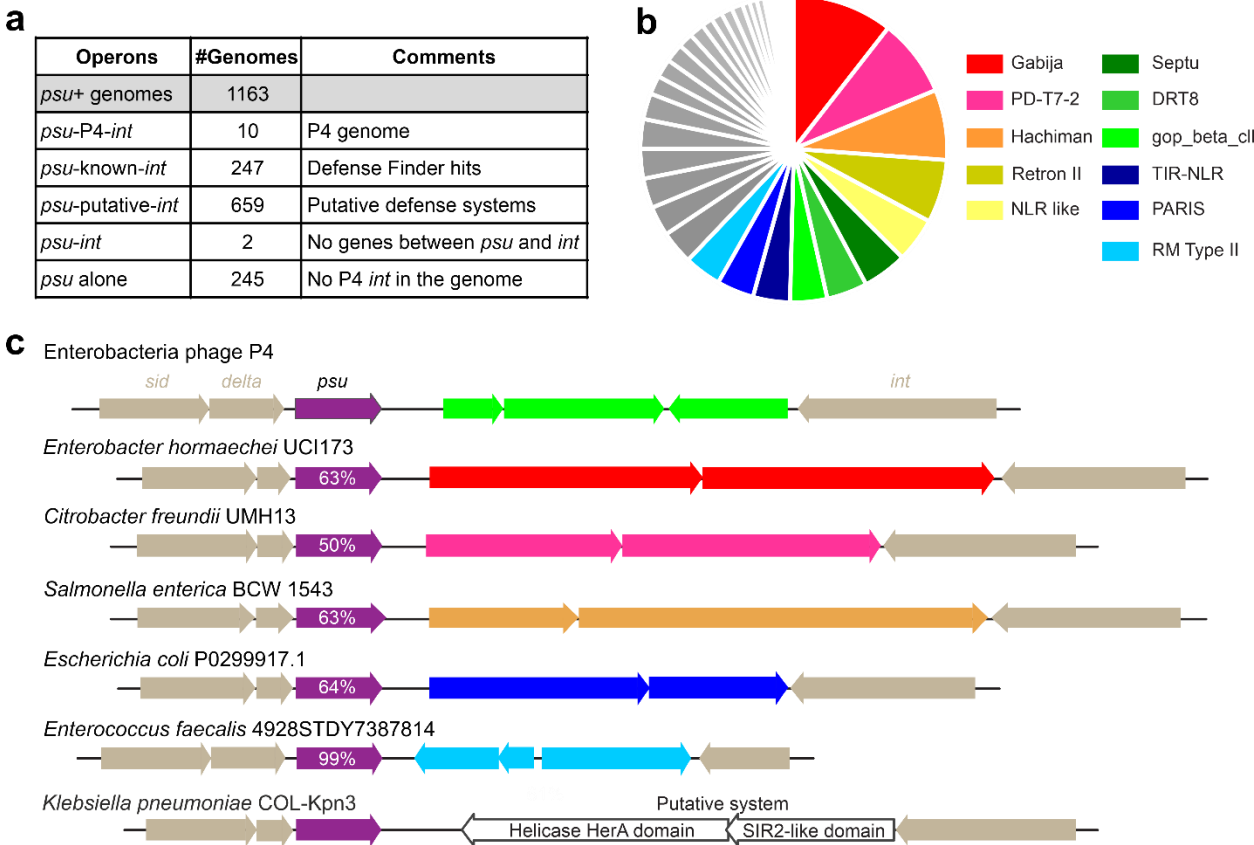 a
Operons #Genomes Comments
psu+ genomes 1163
psu-P4-int 10 P4 genome
psu-known-int 247 Defense Finder hits
psu-putative-int 659 Putative defense systems
psu-int 2 No genes between psu and int
psu alone 245 No P4 int in the genome
b
Gabija Septu
PD-T7-2 DRT8
Hachiman gop_beta_cll
Retron II TIR-NLR
NLR like PARIS
RM Type II
c
Enterobacteria phage P4
sid delta psu int
Enterobacter hormaechei UCI173
63%
Citrobacter freundii UMH13
50%
Salmonella enterica BCW 1543
63%
Escherichia coli P0299917.1
64%
Enterococcus faecalis 4928STDY7387814
99%
Klebsiella pneumoniae COL-Kpn3 Putative system
Helicase HerA domain SIR2-like domain